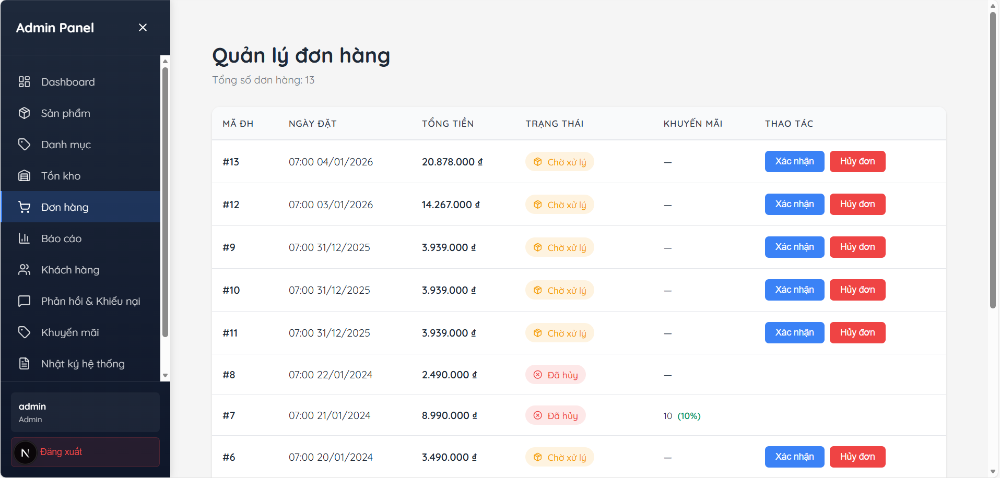 Admin Panel
Dashboard
Sản phẩm
Danh mục
Tồn kho
Đơn hàng
Báo cáo
Khách hàng
Phản hồi & Khiếu nại
Khuyến mãi
Nhật ký hệ thống
admin
Admin
N Đăng xuất
Quản lý đơn hàng
Tổng số đơn hàng: 13
MÃ ĐH NGÀY ĐẶT TỔNG TIỀN TRẠNG THÁI KHUYẾN MÃI THAO TÁC
#13 07:00 04/01/2026 20.878.000 ₫ Chờ xử lý — Xác nhận Hủy đơn
#12 07:00 03/01/2026 14.267.000 ₫ Chờ xử lý — Xác nhận Hủy đơn
#9 07:00 31/12/2025 3.939.000 ₫ Chờ xử lý — Xác nhận Hủy đơn
#10 07:00 31/12/2025 3.939.000 ₫ Chờ xử lý — Xác nhận Hủy đơn
#11 07:00 31/12/2025 3.939.000 ₫ Chờ xử lý — Xác nhận Hủy đơn
#8 07:00 22/01/2024 2.490.000 ₫ Đã hủy —
#7 07:00 21/01/2024 8.990.000 ₫ Đã hủy 10 (10%)
#6 07:00 20/01/2024 3.490.000 ₫ Chờ xử lý — Xác nhận Hủy đơn